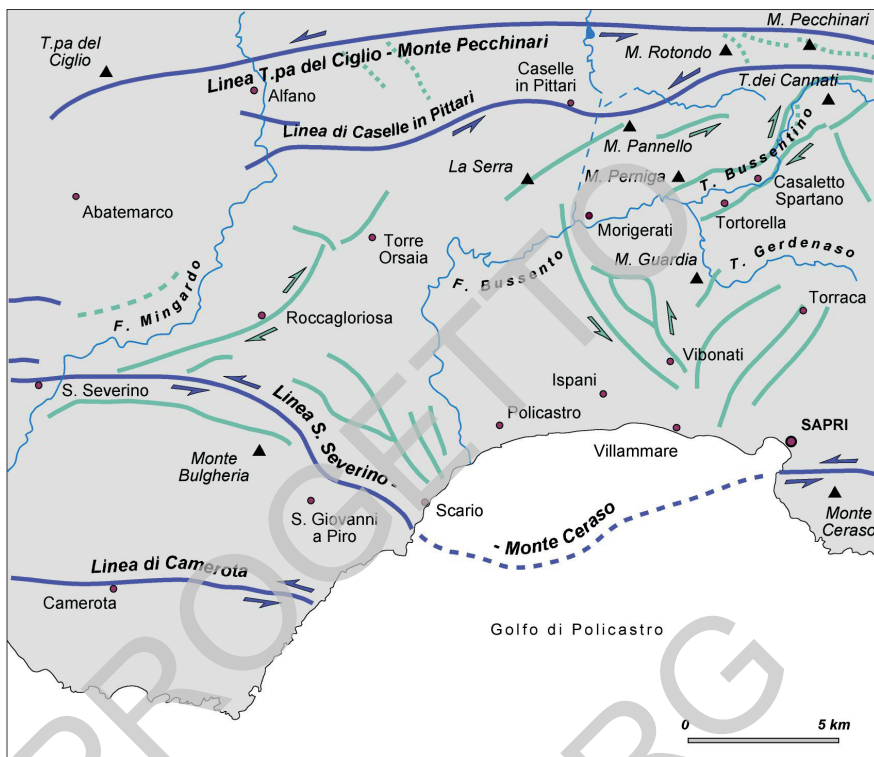 M. Pecchinari
T.pa del
Ciglio
Linea T.pa del Ciglio - Monte Pecchinari
M. Rotondo
Alfano
Caselle
in Pittari
T.dei Cannati
Linea di Caselle in Pittari
M. Pannello
La Serra
M. Perniga
T. Bussentino
Casaletto
Spartano
Abatemarco
Morigerati
Tortorella
Torre
Orsaia
F. Mingardo
F. Bussento
M. Guardia
T. Gerdenaso
Roccagloriosa
Torraca
Vibonati
S. Severino
Linea S. Severino -
Ispani
Policastro
Villammare
SAPRI
Monte
Bulgheria
S. Giovanni
a Piro
Scario
- Monte Ceraso
Monte
Ceraso
Linea di Camerota
Camerota
Golfo di Policastro
0 5 km
PROGETTO
RG